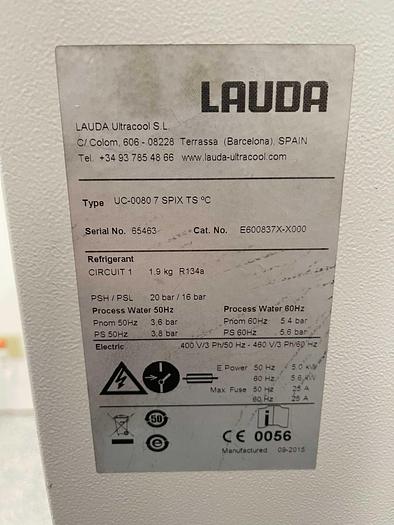 LAUDA
LAUDA Ultracool S.L.
C/ Colom, 606 - 08228 Terrassa (Barcelona), SPAIN
Tel. +34 93 785 48 66 www.lauda-ultracool.com
Type UC-0080 7 SPIX TS ºC
Serial No. 65463 Cat. No. E600837X-X000
Refrigerant
CIRCUIT 1 1,9 kg R134a
PSH / PSL 20 bar / 16 bar
Process Water 50Hz Process Water 60Hz
Pnom 50Hz 3,6 bar Pnom 60Hz 5.4 bar
PS 50Hz 3,8 bar PS 60Hz 5,6 bar
Electric 400 V/3 Ph/50 Hz - 460 V/3 Ph/60 Hz
E Power 50 Hz 5.0 kW
60 Hz 5.6 kW
Max. Fuse 50 Hz 25 A
60 Hz 25 A
50
e
i
CE 0056
Manufactured 09-2015